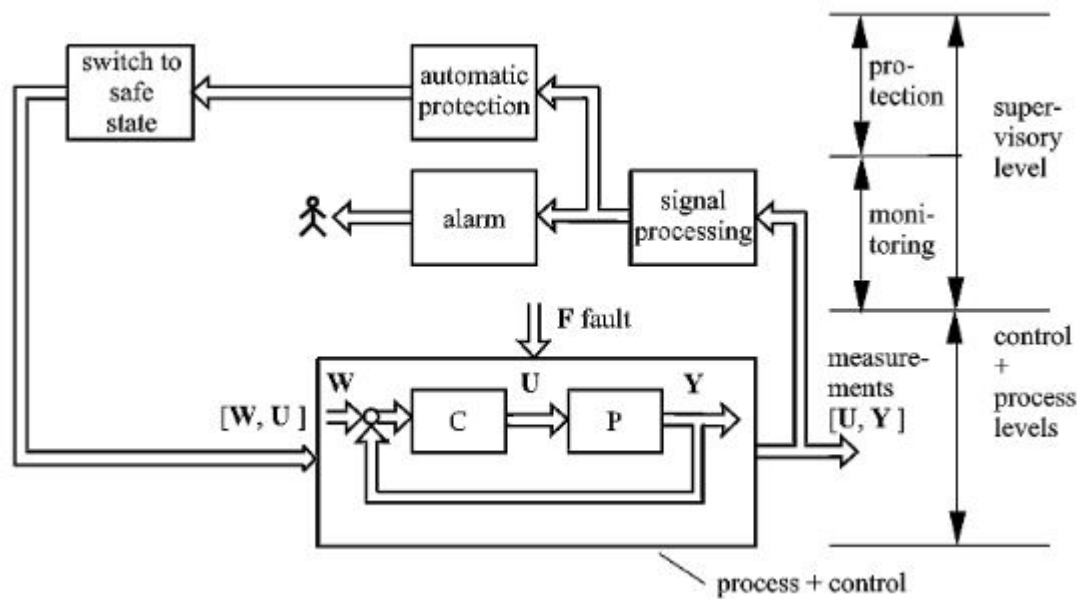 switch to
safe
state
automatic
protection
pro-
tection
super-
visory
level
alarm
signal
processing
moni-
toring
F fault
control
+
process
levels
measure-
ments
[U, Y ]
W
U
Y
[W, U ]
C
P
process + control